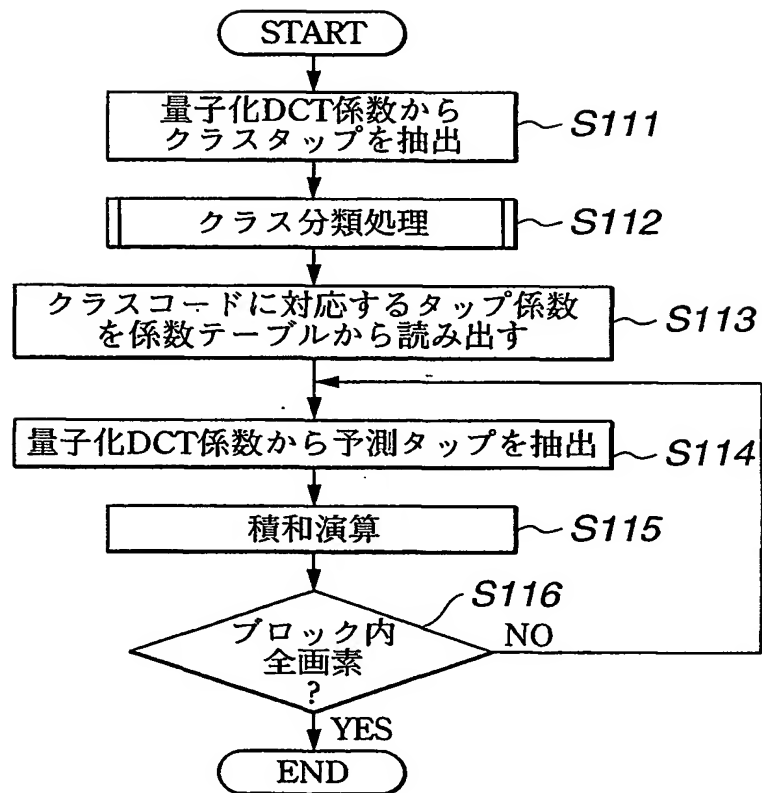 START
量子化DCT係数から
クラスタップを抽出
S111
クラス分類処理
S112
クラスコードに対応するタップ係数
を係数テーブルから読み出す
S113
量子化DCT係数から予測タップを抽出
S114
積和演算
S115
S116
ブロック内
全画素
?
NO
YES
END